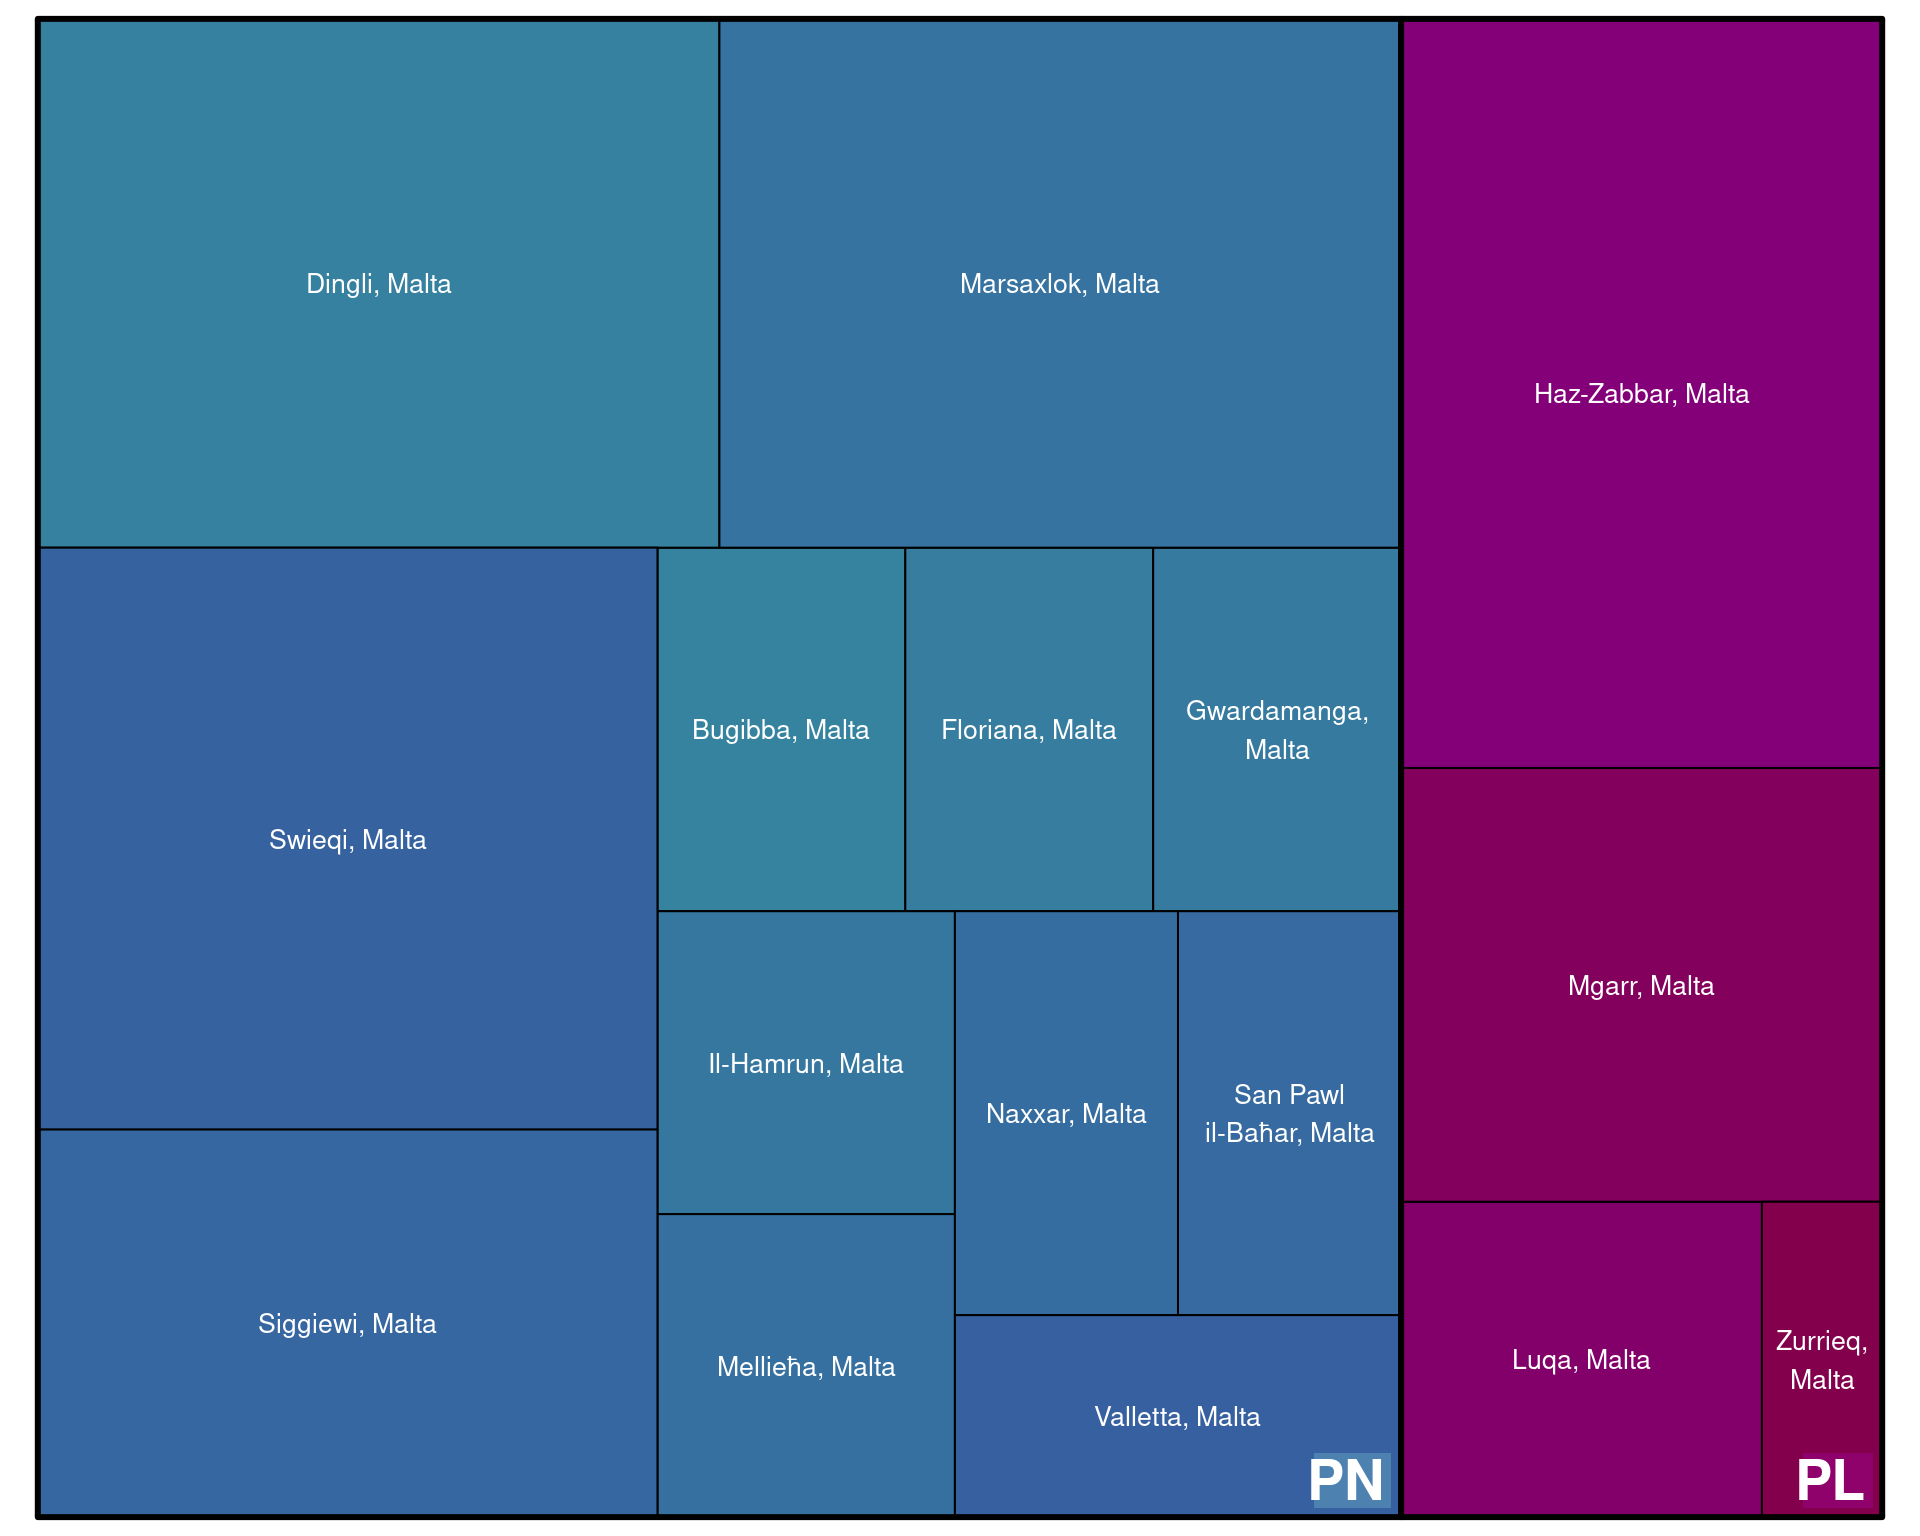 Dingli, Malta
Marsaxlok, Malta
Haz-Zabbar, Malta
Swieqi, Malta
Bugibba, Malta
Floriana, Malta
Gwardamanga,
Malta
Il-Hamrun, Malta
Naxxar, Malta
San Pawl
il-Baħar, Malta
Mgarr, Malta
Siggiewi, Malta
Mellieħa, Malta
Valletta, Malta
Luqa, Malta
Zurrieq,
Malta
PN
PL